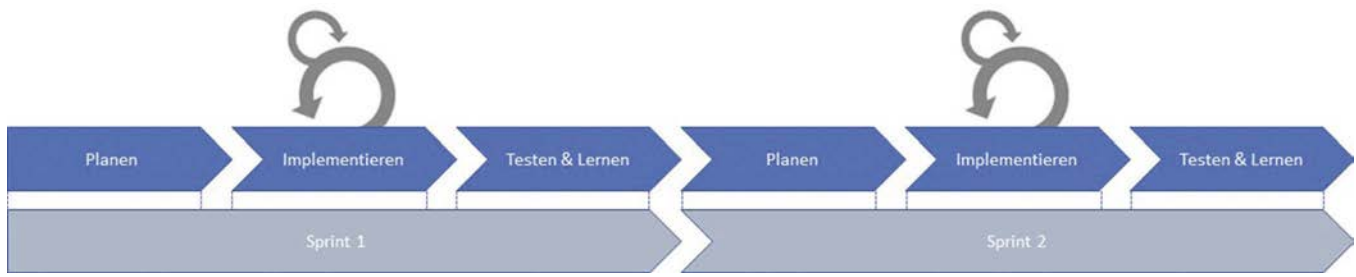 Planen
Implementieren
Testen & Lernen
Planen
Implementieren
Testen & Lernen
Sprint 1
Sprint 2